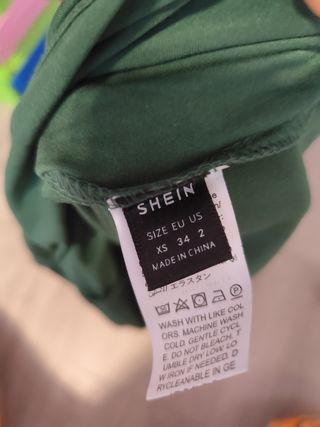 SHEIN
SIZE EU US
XS 34 2
MADE IN CHINA
エラスタン
WASH WITH LIKE COL
ORS. MACHINE WASH
COLD. GENTLE CYCL
E. DO NOT BLEACH. T
UMBLE DRY LOW. LO
W IRON IF NEEDED. D
RYCLEANABLE IN GE